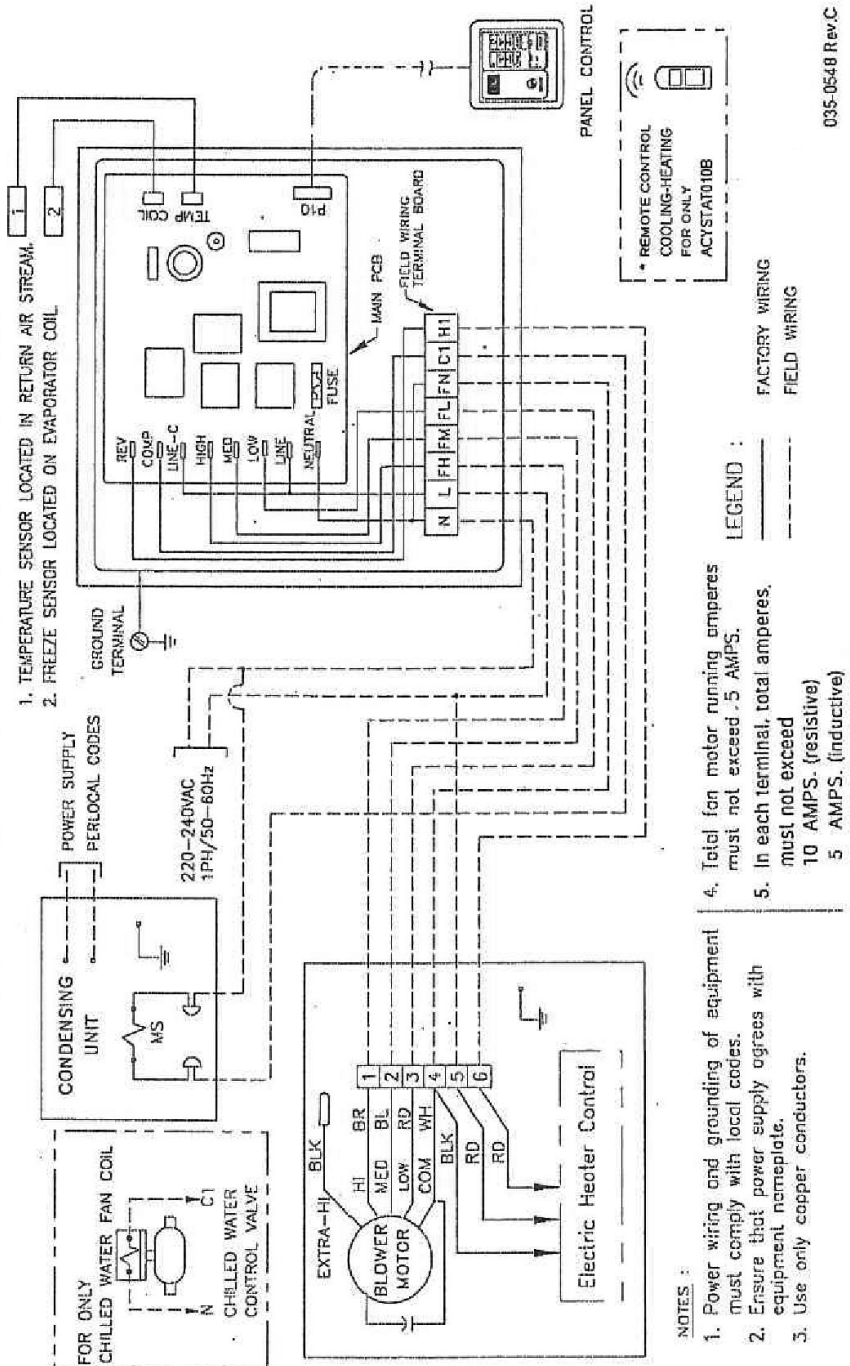 1. TEMPERATURE SENSOR LOCATED IN RETURN AIR STREAM.
2. FREEZE SENSOR LOCATED ON EVAPORATOR COIL
1
2
FOR ONLY
CHILLED WATER FAN COIL
N
C1
CHILLED WATER
CONTROL VALVE
CONDENSING
UNIT
MS
POWER SUPPLY
PERLOCAL CODES
220-240VAC
1PH/50-60Hz
GROUND
TERMINAL
REV
COMP
LINE-C
HIGH
MED
LOW
LINE
NEUTRAL
FUSE
COIL
TEMP
P10
MAIN PCB
FIELD WIRING
TERMINAL BOARD
N L FH FM FL FN C1 H1
PANEL CONTROL
* REMOTE CONTROL
COOLING-HEATING
FOR ONLY
ACYSTAT010B
EXTRA-HI
BLK
BLOWER
MOTOR
HI BR
MED BL
LOW RD
COM WH
BLK
RD
RD
1
2
3
4
5
6
Electric Heater Control
NOTES :
1. Power wiring and grounding of equipment
must comply with local codes.
2. Ensure that power supply agrees with
equipment nameplate.
3. Use only copper conductors.
4. Total fan motor running amperes
must not exceed .5 AMPS.
5. In each terminal, total amperes,
must not exceed
10 AMPS. (resistive)
5 AMPS. (inductive)
LEGEND :
FACTORY WIRING
FIELD WIRING
035-0548 Rev.C